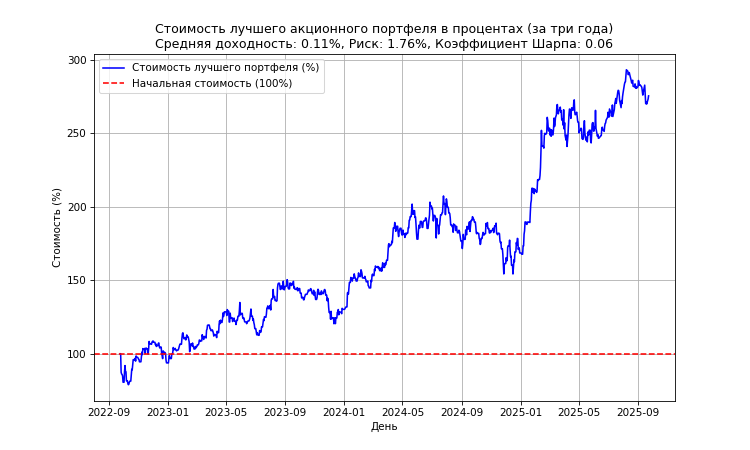 Стоимость лучшего акционного портфеля в процентах (за три года)
Средняя доходность: 0.11%, Риск: 1.76%, Коэффициент Шарпа: 0.06
Стоимость лучшего портфеля (%)
Начальная стоимость (100%)
Стоимость (%)
300
250
200
150
100
2022-09 2023-01 2023-05 2023-09 2024-01 2024-05 2024-09 2025-01 2025-05 2025-09
День